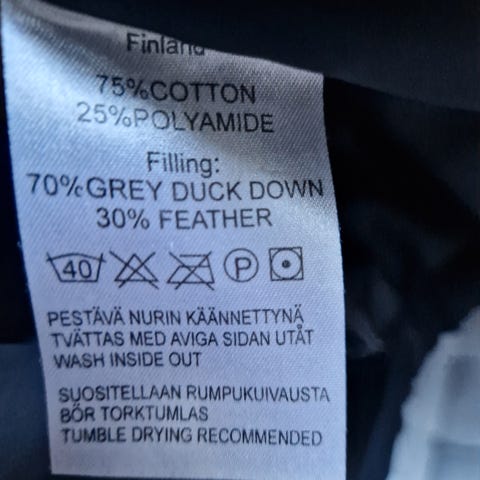 Finland
75%COTTON
25%POLYAMIDE
Filling:
70%GREY DUCK DOWN
30% FEATHER
40 P
PESTÄVÄ NURIN KÄÄNNETTYNÄ
TVÄTTAS MED AVIGA SIDAN UTÅT
WASH INSIDE OUT
SUOSITELLAAN RUMPUKUIVAUSTA
BÖR TORKTUMLAS
TUMBLE DRYING RECOMMENDED